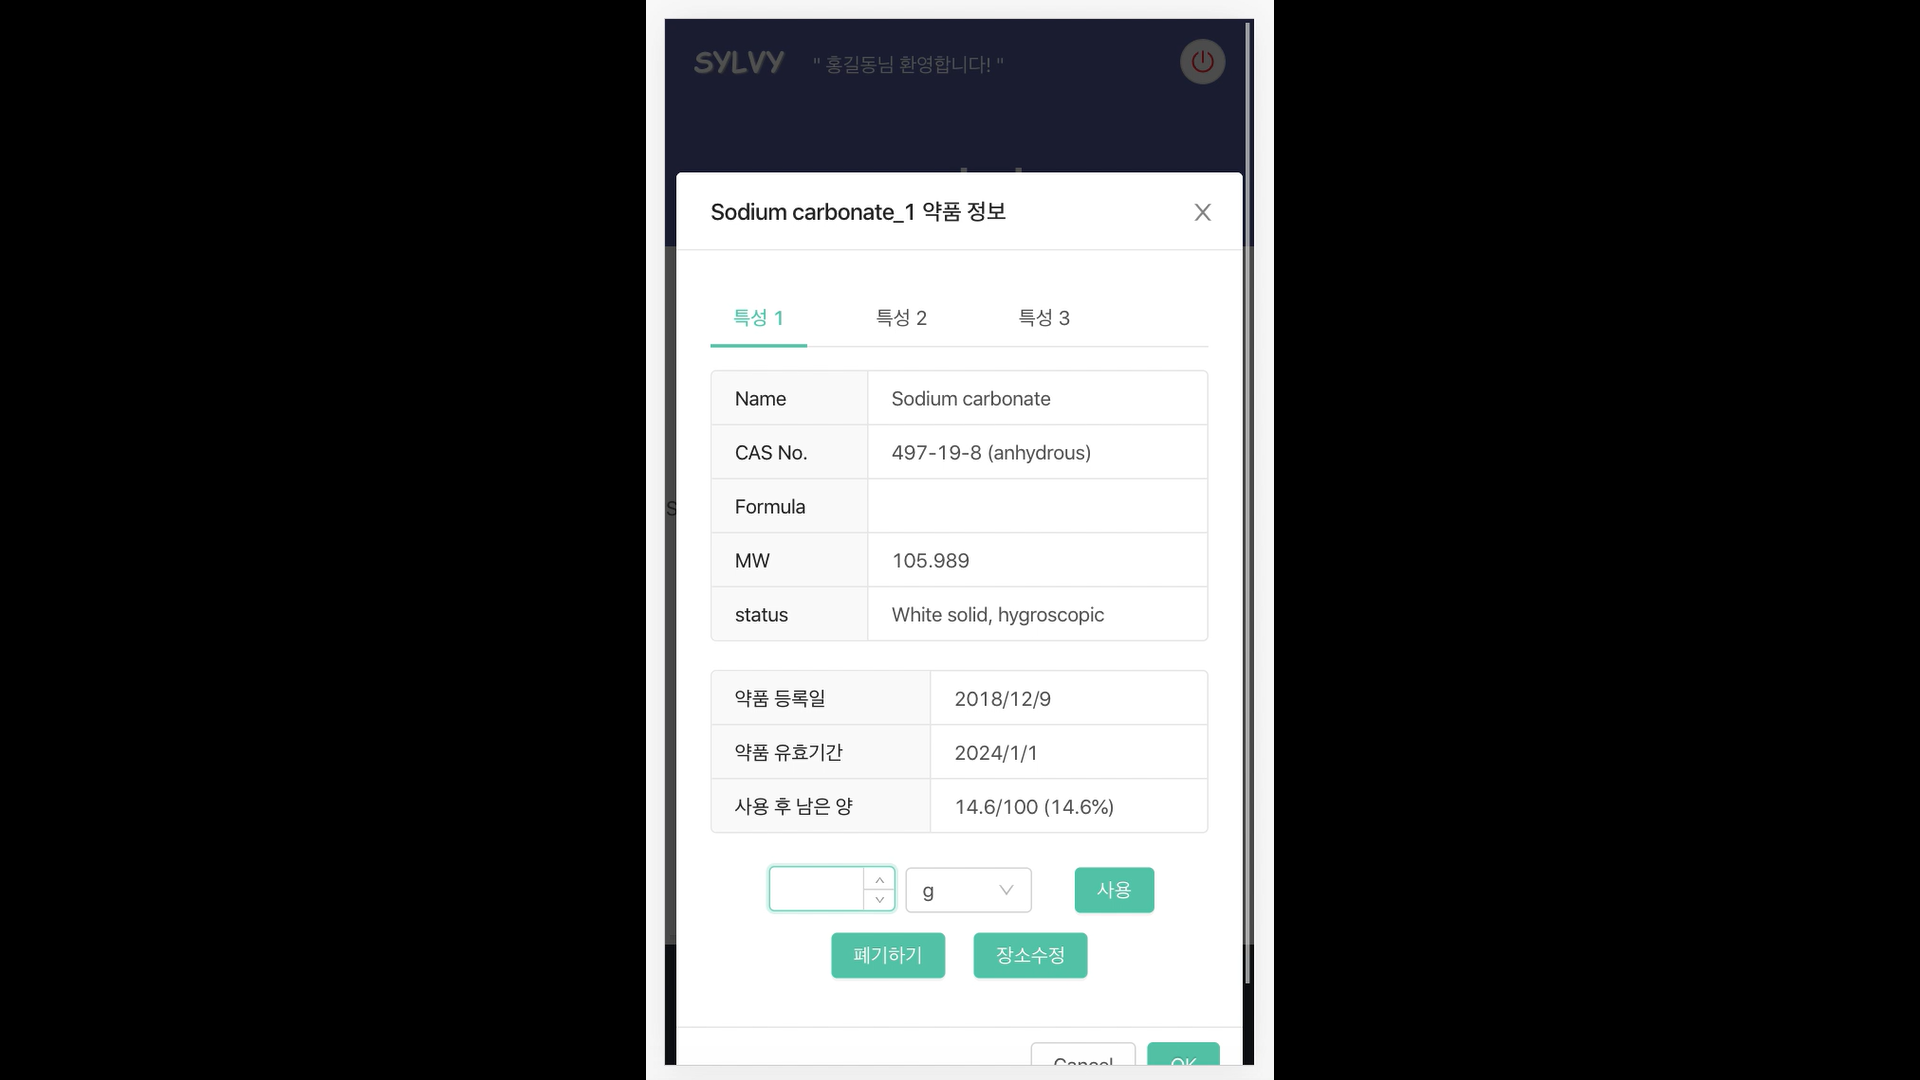 SYLVY
" 홍길동님 환영합니다! "
Sodium carbonate_1 약품 정보
특성 1 특성 2 특성 3
Name Sodium carbonate
CAS No. 497-19-8 (anhydrous)
Formula
MW 105.989
status White solid, hygroscopic
약품 등록일 2018/12/9
약품 유효기간 2024/1/1
사용 후 남은 양 14.6/100 (14.6%)
g 사용
폐기하기 장소수정
Cancel OK